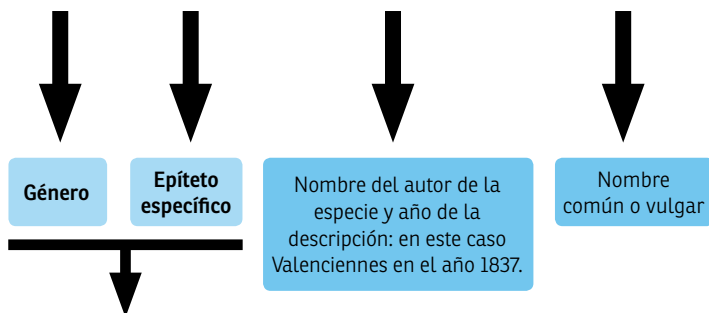 Género
Epíteto
específico
Nombre del autor de la
especie y año de la
descripción: en este caso
Valenciennes en el año 1837.
Nombre
común o vulgar